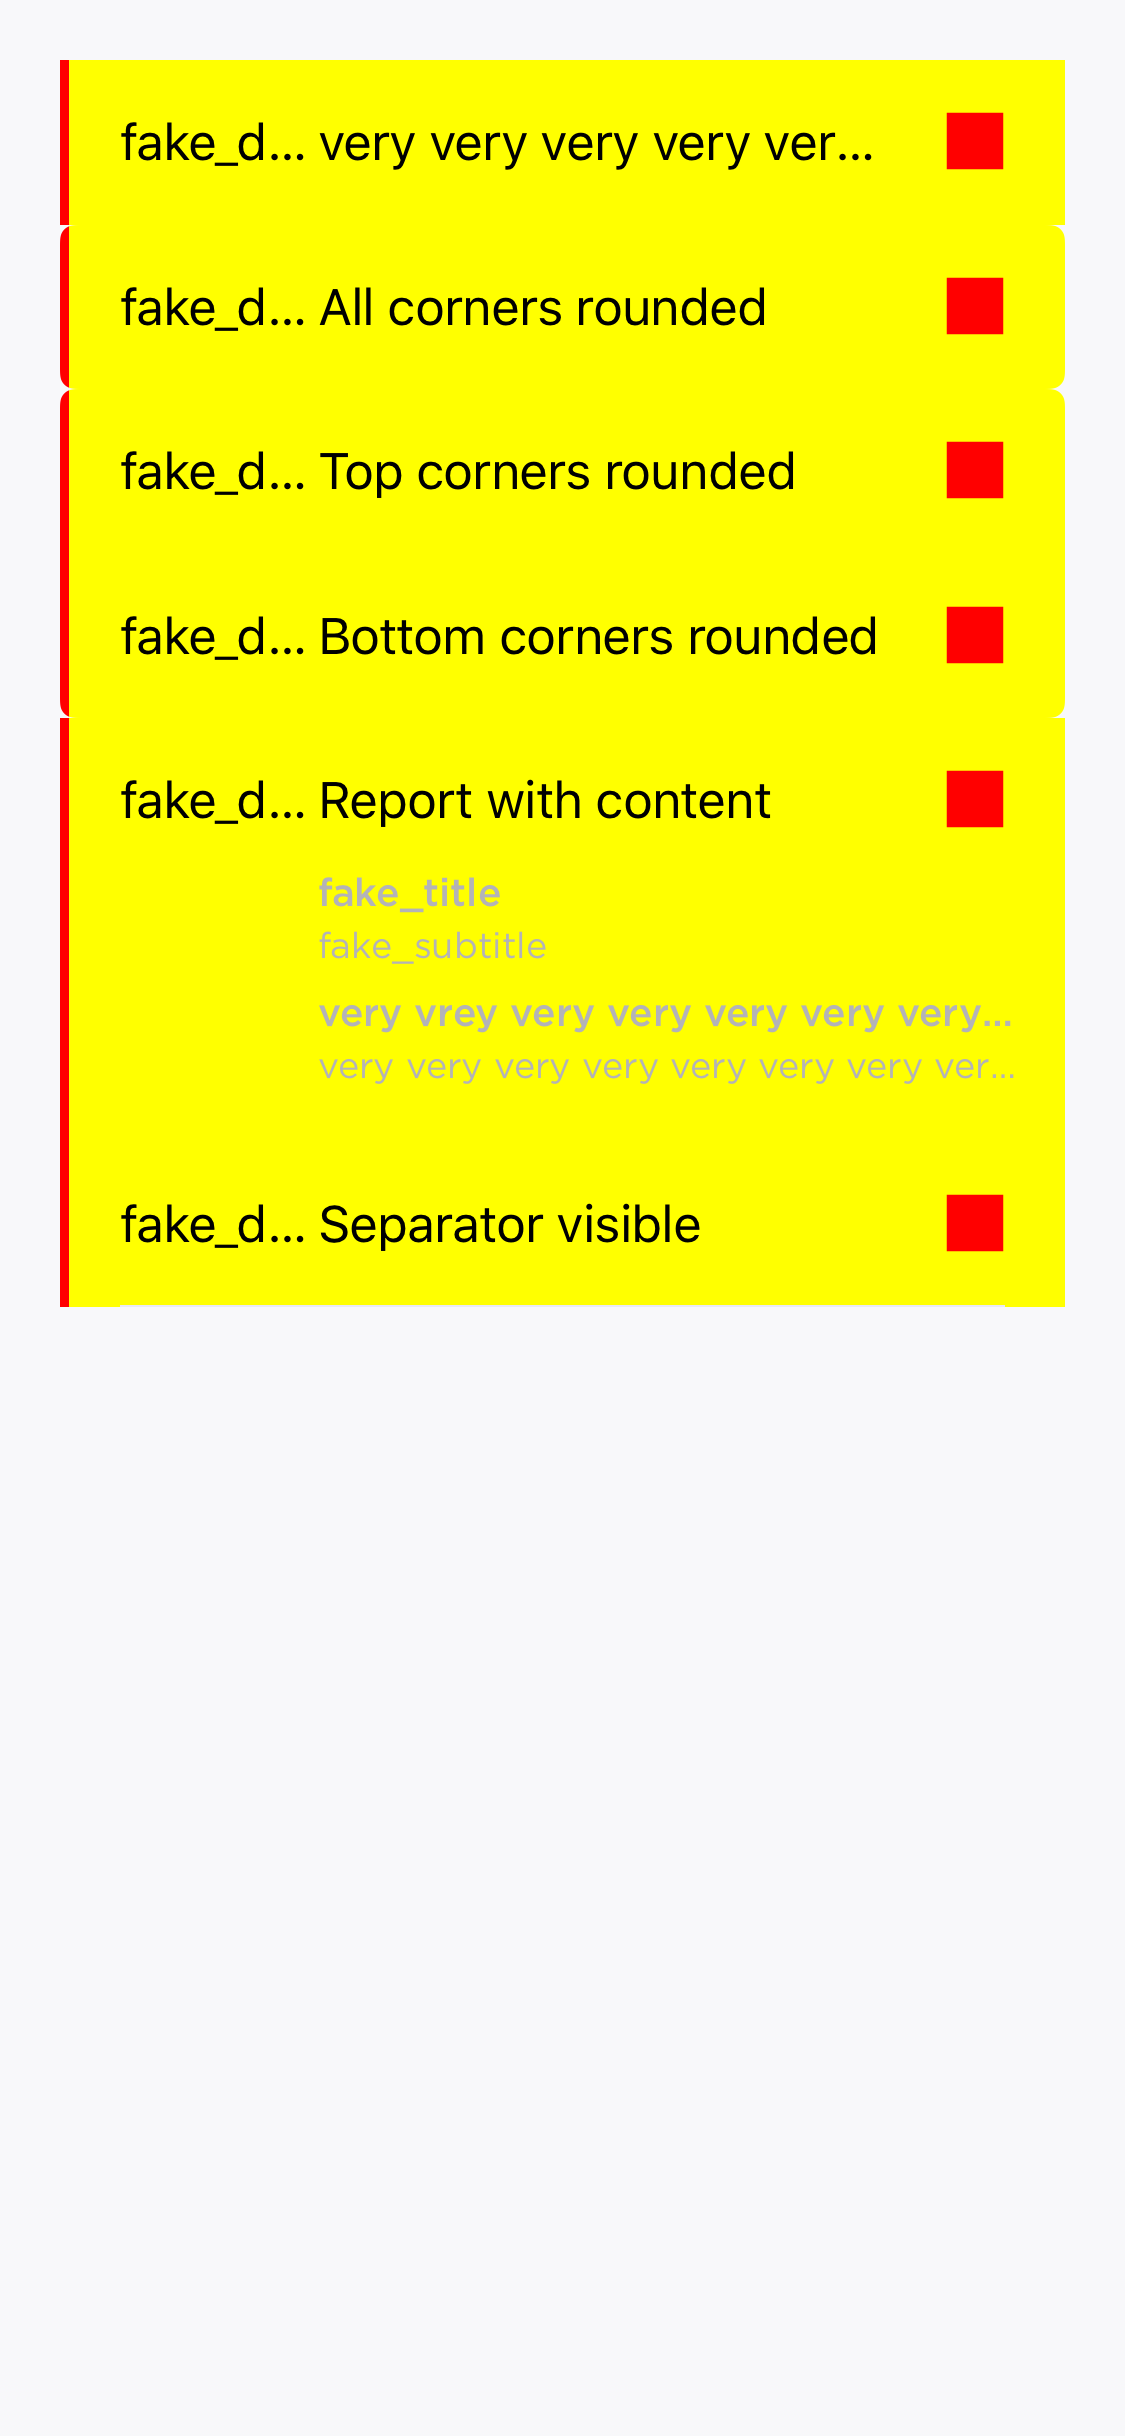 fake_d... very very very very ver...
fake_d... All corners rounded
fake_d... Top corners rounded
fake_d... Bottom corners rounded
fake_d... Report with content
fake_title
fake_subtitle
very vrey very very very very very...
very very very very very very very ver...
fake_d... Separator visible